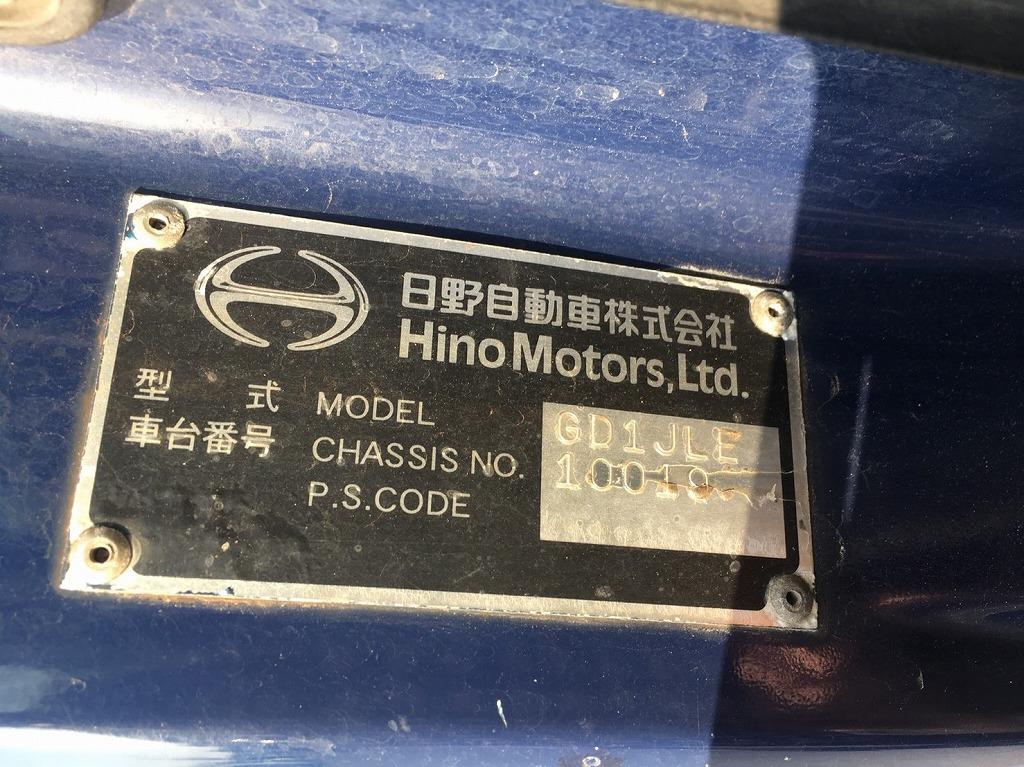 日野自動車株式会社
Hino Motors, Ltd.
型 式 MODEL GD1JLE
車台番号 CHASSIS NO. 10019
P.S.CODE